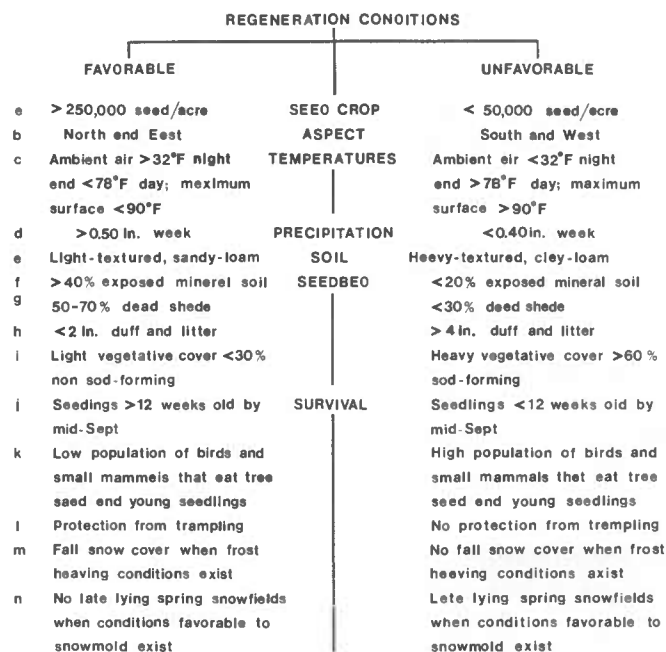 REGENERATION CONDITIONS
FAVORABLE UNFAVORABLE
e >250,000 seed/acre SEEO CROP < 50,000 seed/ecre
b North end Eest ASPECT South and West
c Ambient air >32°F night TEMPERATURES Ambient eir <32°F night
end <78°F day; meximum end >78°F day; maximum
surface <90°F surface >90°F
d >0.50 In. week PRECIPITATION <0.40in. week
e Light-textured, sandy-loam SOIL Heevy-textured, cley-loam
f >40% exposed minerel soil SEEDBEO <20% exposed mineral soil
g 50-70% dead shede <30% deed shede
h <2 In. duff and litter >4in. duff and litter
i Light vegetative cover <30% Heavy vegetative cover >60%
non sod-forming sod-forming
j Seedings >12 weeks old by SURVIVAL Seedlings <12 weeks old by
mid-Sept mid-Sept
k Low population of birds and High population of birds and
small mammeis that eat tree small mammals thet eat tree
saed end young seedlings seed end young seedlings
l Protection from trampling No protection from trempling
m Fall snow cover when frost No fall snow cover when frost
heaving conditions exist heeving conditions axist
n No late lying spring snowfields Lete lying spring snowfields
when conditions favorable to when conditions favorable to
snowmold exist snowmold exist